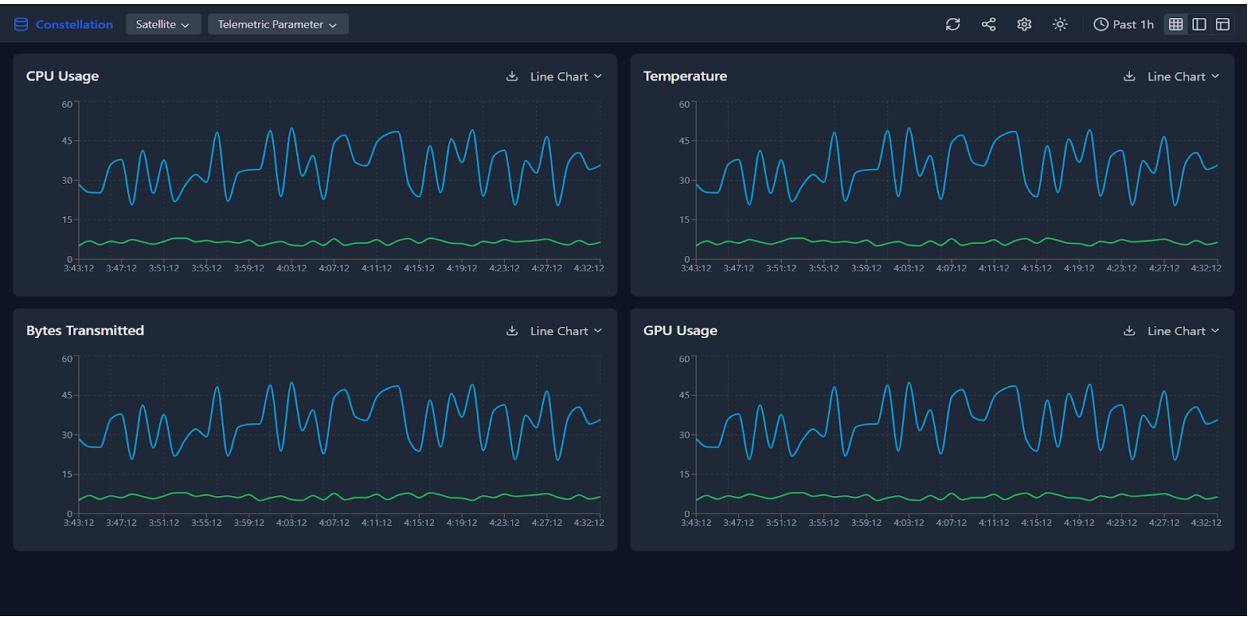 Constellation Satellite Telemetric Parameter Past 1h
CPU Usage Line Chart
60
45
30
15
0
3:43:12 3:47:12 3:51:12 3:55:12 3:59:12 4:03:12 4:07:12 4:11:12 4:15:12 4:19:12 4:23:12 4:27:12 4:32:12
Temperature Line Chart
60
45
30
15
0
3:43:12 3:47:12 3:51:12 3:55:12 3:59:12 4:03:12 4:07:12 4:11:12 4:15:12 4:19:12 4:23:12 4:27:12 4:32:12
Bytes Transmitted Line Chart
60
45
30
15
0
3:43:12 3:47:12 3:51:12 3:55:12 3:59:12 4:03:12 4:07:12 4:11:12 4:15:12 4:19:12 4:23:12 4:27:12 4:32:12
GPU Usage Line Chart
60
45
30
15
0
3:43:12 3:47:12 3:51:12 3:55:12 3:59:12 4:03:12 4:07:12 4:11:12 4:15:12 4:19:12 4:23:12 4:27:12 4:32:12